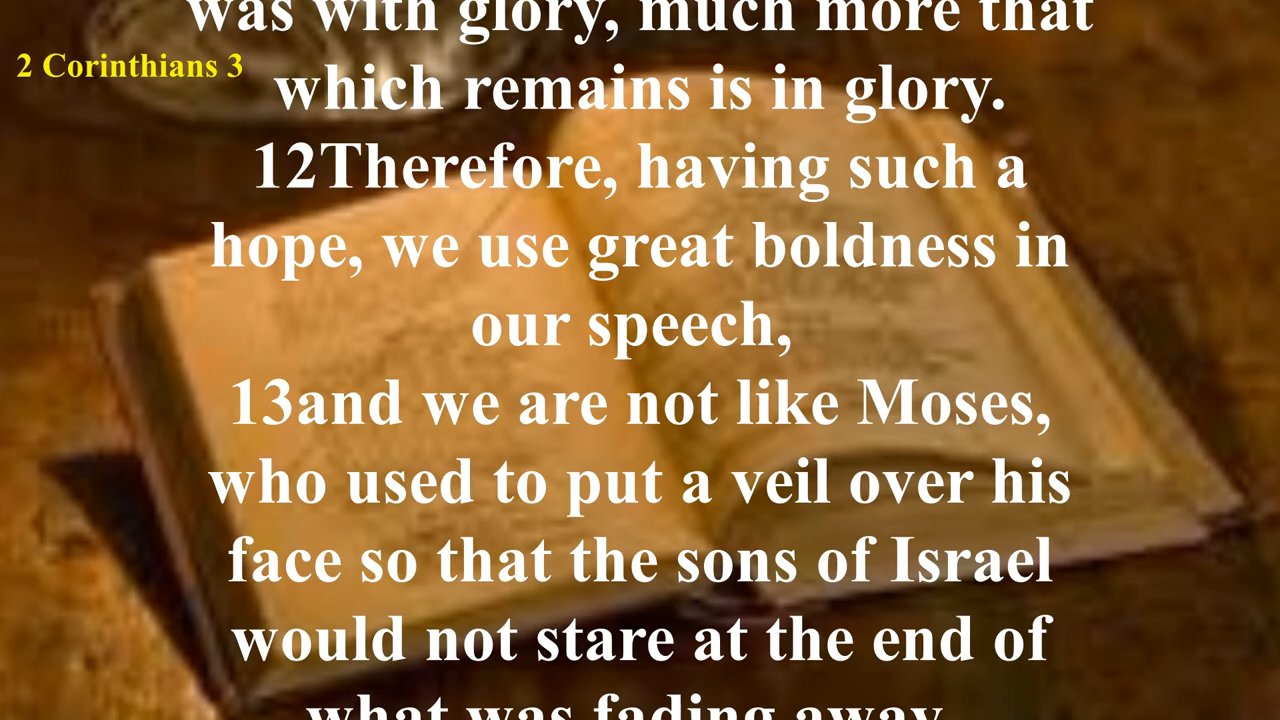 was with glory, much more that
2 Corinthians 3
which remains is in glory.
12Therefore, having such a
hope, we use great boldness in
our speech,
13and we are not like Moses,
who used to put a veil over his
face so that the sons of Israel
would not stare at the end of
what was fading away.